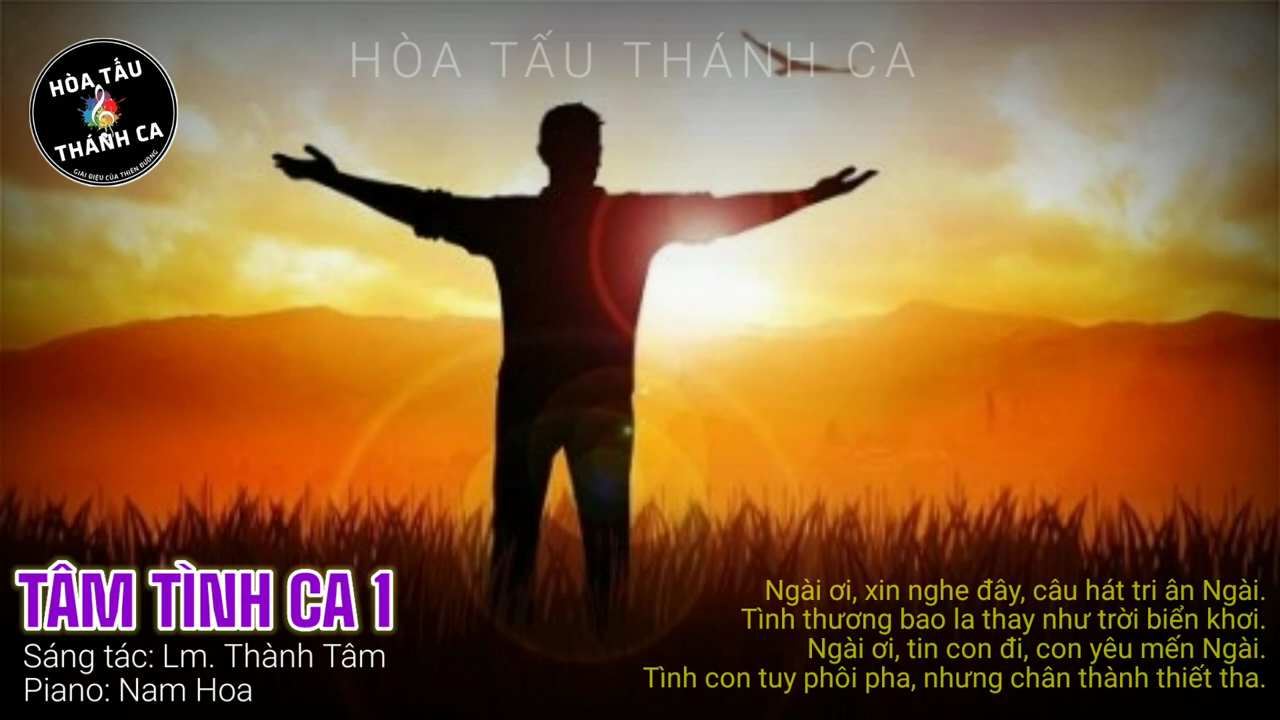 HÒA TẤU THÁNH CA
HÒA TẤU
THÁNH CA
GIAI ĐIỆU CỦA THIÊN ĐƯỜNG
TÂM TÌNH CA 1
Sáng tác: Lm. Thành Tâm
Piano: Nam Hoa
Ngài ơi, xin nghe đây, câu hát tri ân Ngài.
Tình thương bao la thay như trời biển khơi.
Ngài ơi, tin con đi, con yêu mến Ngài.
Tình con tuy phôi pha, nhưng chân thành thiết tha.